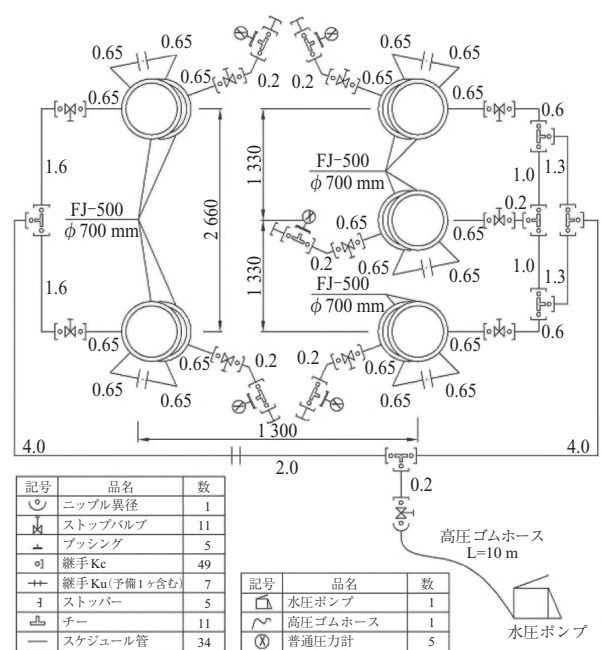 0.65
0.65
0.65
0.65
0.2
0.2
0.65
0.65
0.65
0.65
0.6
1.6
FJ-500
φ700 mm
2 660
1 330
FJ-500
φ700 mm
1.0
1.3
0.2
0.65
0.2
0.65
0.65
0.65
1 330
FJ-500
φ700 mm
1.0
1.3
1.6
0.65
0.65
0.65
0.65
0.2
0.2
0.65
0.65
0.65
0.65
0.6
1 300
4.0
2.0
4.0
0.2
高圧ゴムホース
L=10 m
水圧ポンプ
記号 品名 数
ニップル異径 1
ストップバルブ 11
ブッシング 5
継手Kc 49
継手Ku(予備1ヶ含む) 7
ストッパー 5
チー 11
スケジュール管 34
記号 品名 数
水圧ポンプ 1
高圧ゴムホース 1
普通圧力計 5